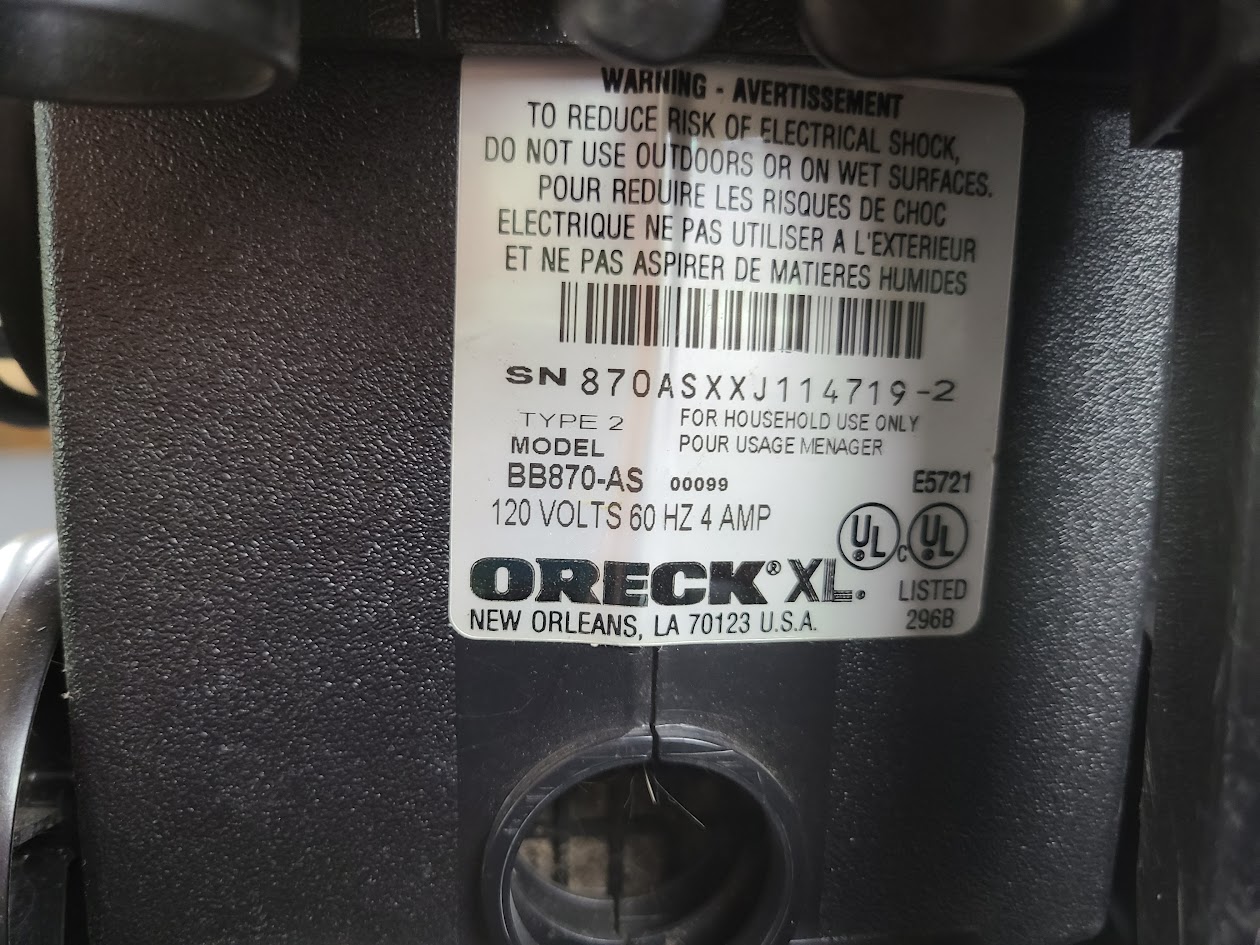 WARNING - AVERTISSEMENT
TO REDUCE RISK OF ELECTRICAL SHOCK,
DO NOT USE OUTDOORS OR ON WET SURFACES.
POUR REDUIRE LES RISQUES DE CHOC
ELECTRIQUE NE PAS UTILISER A L'EXTERIEUR
ET NE PAS ASPIRER DE MATIERES HUMIDES
SN 870ASXXJ114719-2
TYPE 2 FOR HOUSEHOLD USE ONLY
MODEL POUR USAGE MENAGER
BB870-AS 00099 E5721
120 VOLTS 60 HZ 4 AMP UL c UL
ORECK® XL. LISTED
NEW ORLEANS, LA 70123 U.S.A. 296B